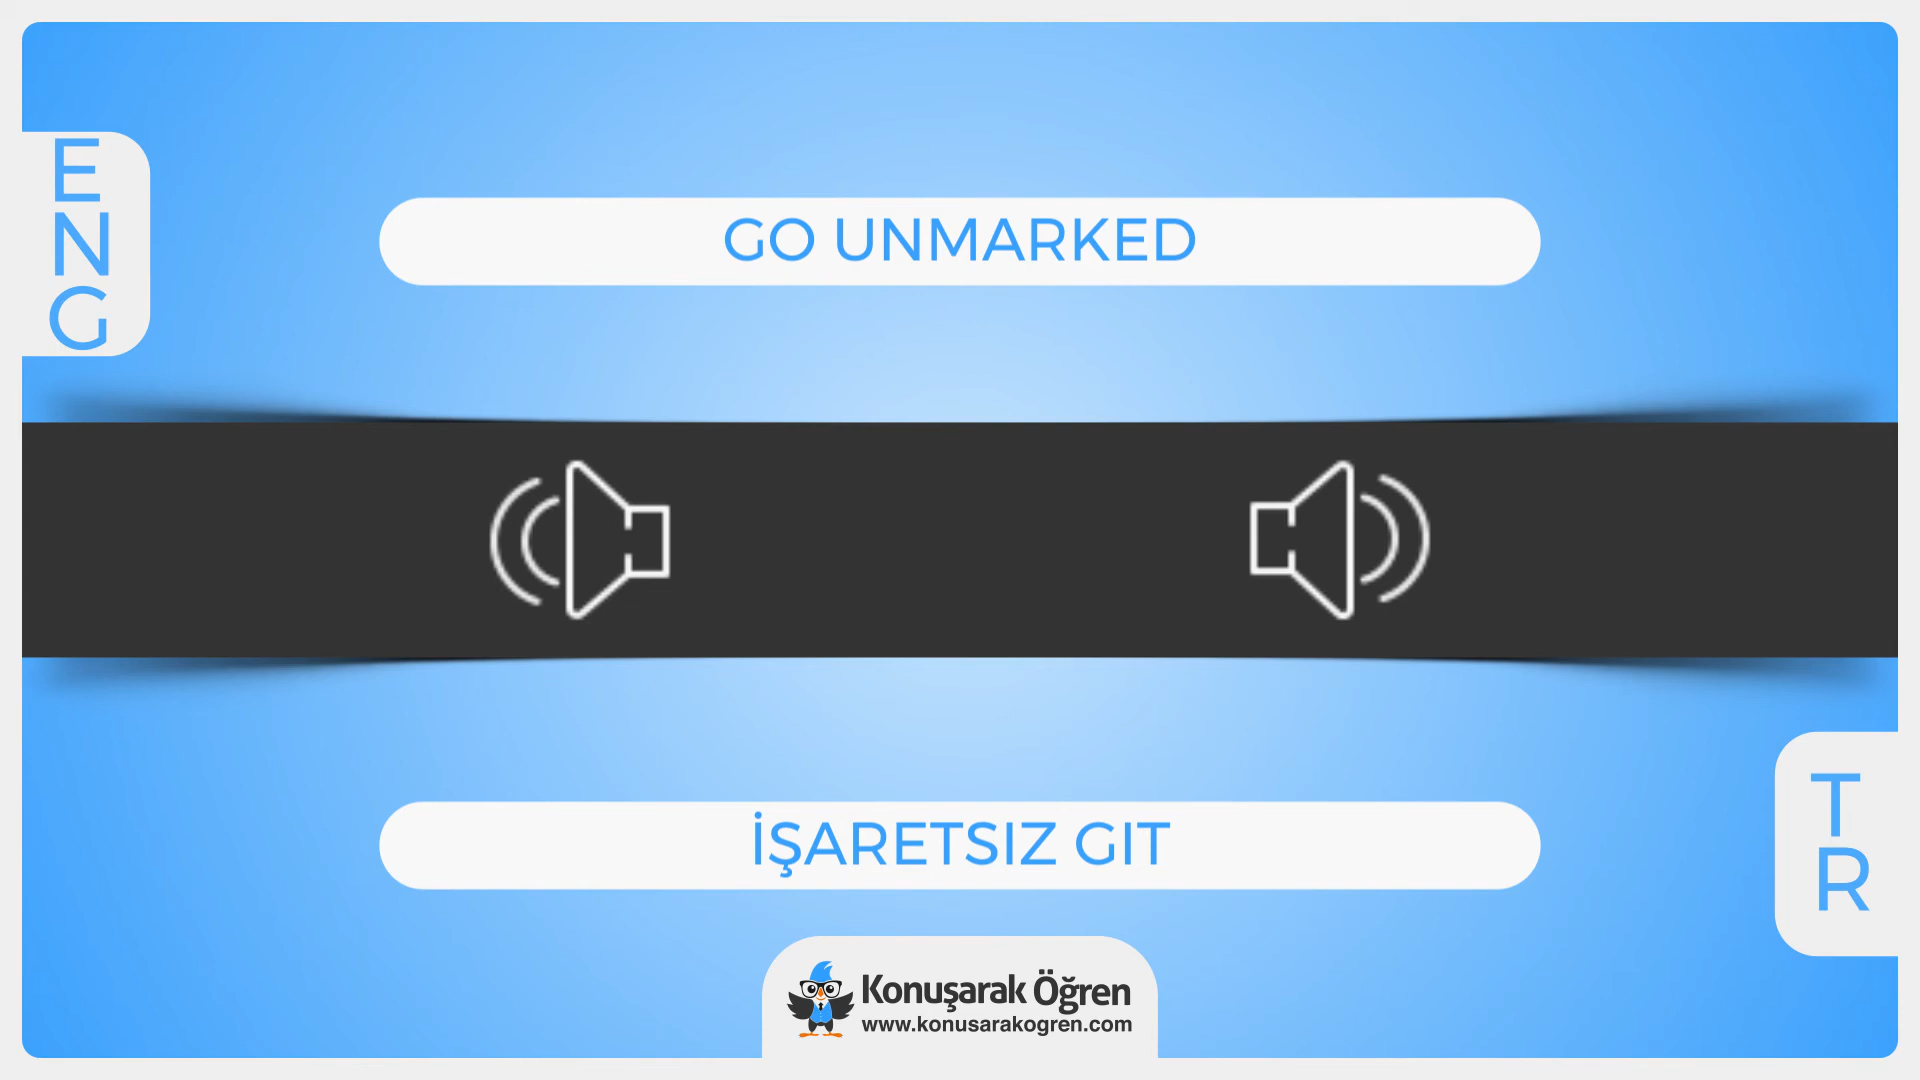 ENG
GO UNMARKED
İŞARETSIZ GIT
TR
Konuşarak Öğren
www.konusarakogren.com